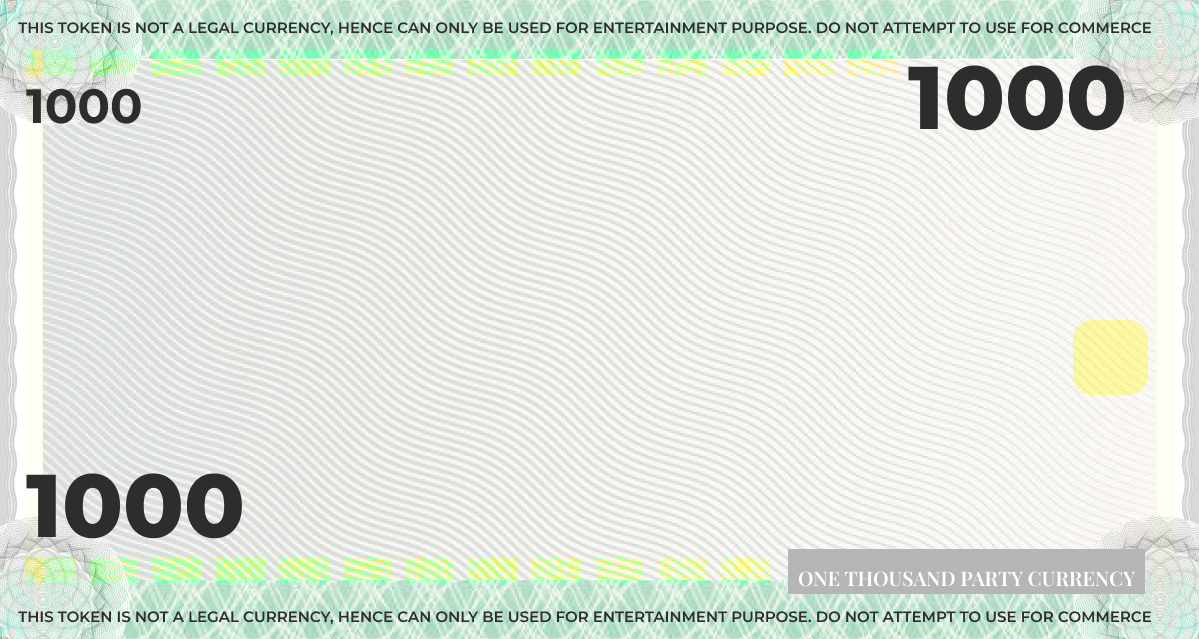 THIS TOKEN IS NOT A LEGAL CURRENCY, HENCE CAN ONLY BE USED FOR ENTERTAINMENT PURPOSE. DO NOT ATTEMPT TO USE FOR COMMERCE
1000
1000
1000
ONE THOUSAND PARTY CURRENCY
THIS TOKEN IS NOT A LEGAL CURRENCY, HENCE CAN ONLY BE USED FOR ENTERTAINMENT PURPOSE. DO NOT ATTEMPT TO USE FOR COMMERCE